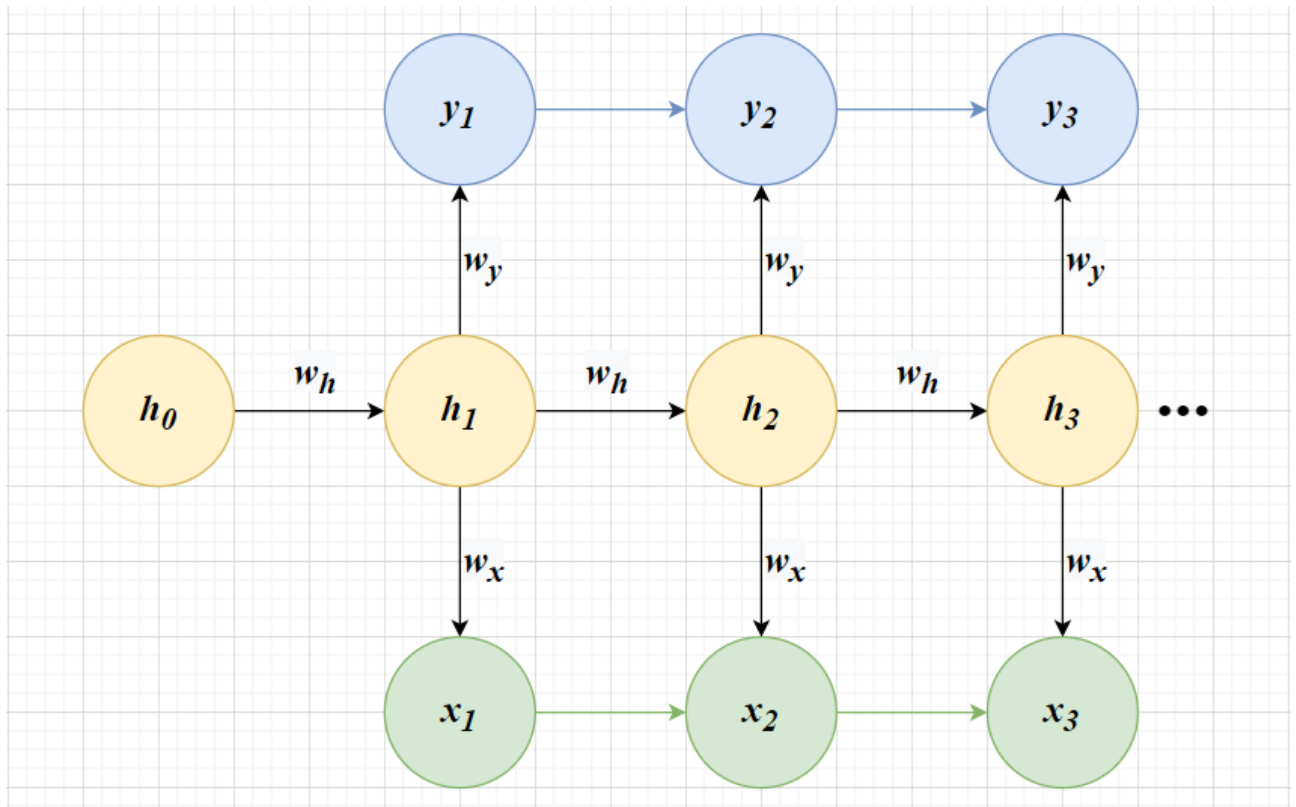 y1 y2 y3
wy wy wy
wh wh wh
h0 h1 h2 h3 •••
wx wx wx
x1 x2 x3